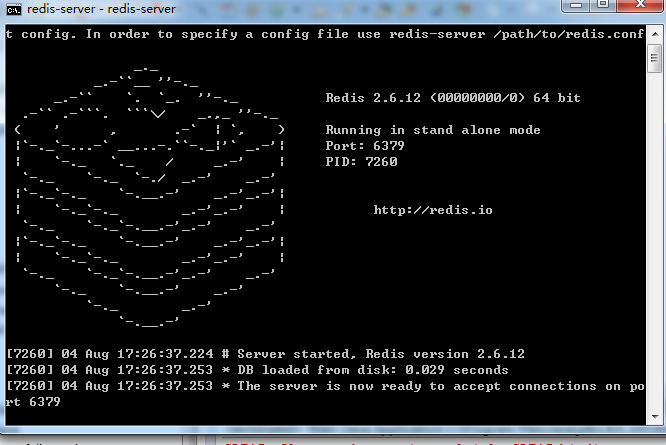 redis-server - redis-server
t config. In order to specify a config file use redis-server /path/to/redis.conf
Redis 2.6.12 (00000000/0) 64 bit
Running in stand alone mode
Port: 6379
PID: 7260
http://redis.io
[7260] 04 Aug 17:26:37.224 # Server started, Redis version 2.6.12
[7260] 04 Aug 17:26:37.253 * DB loaded from disk: 0.029 seconds
[7260] 04 Aug 17:26:37.253 * The server is now ready to accept connections on po
rt 6379